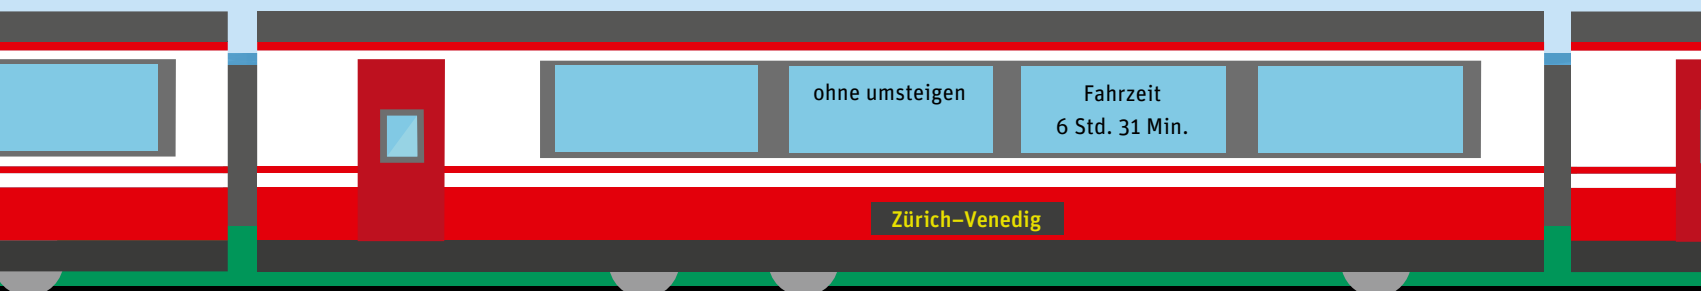 ohne umsteigen
Fahrzeit
6 Std. 31 Min.
Zürich–Venedig